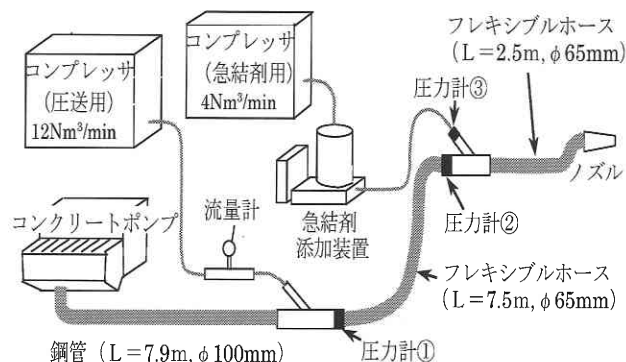 フレキシブルホース
(L=2.5m, φ65mm)
コンプレッサ
(圧送用)
12Nm³/min
コンプレッサ
(急結剤用)
4Nm³/min
圧力計③
ノズル
コンクリートポンプ
流量計
急結剤
添加装置
圧力計②
フレキシブルホース
(L=7.5m, φ65mm)
鋼管 (L=7.9m, φ100mm)
圧力計①